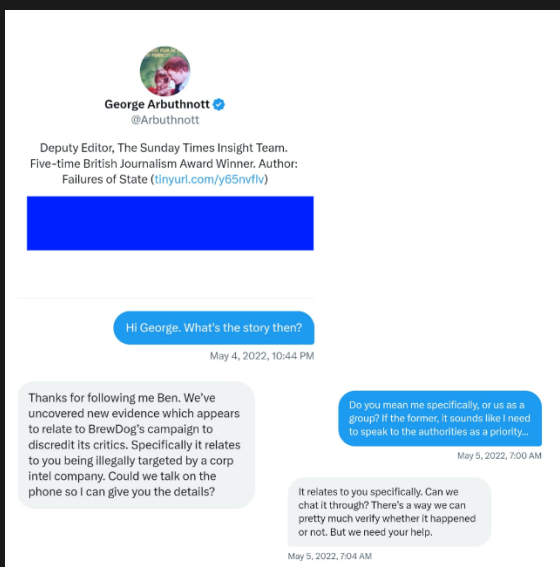 George Arbuthnott
@Arbuthnott
Deputy Editor, The Sunday Times Insight Team.
Five-time British Journalism Award Winner. Author:
Failures of State (tinyurl.com/y65nvflv)
Hi George. What's the story then?
May 4, 2022, 10:44 PM
Thanks for following me Ben. We've
uncovered new evidence which appears
to relate to BrewDog's campaign to
discredit its critics. Specifically it relates
to you being illegally targeted by a corp
intel company. Could we talk on the
phone so I can give you the details?
Do you mean me specifically, or us as a
group? If the former, it sounds like I need
to speak to the authorities as a priority...
May 5, 2022, 7:00 AM
It relates to you specifically. Can we
chat it through? There's a way we can
pretty much verify whether it happened
or not. But we need your help.
May 5, 2022, 7:04 AM